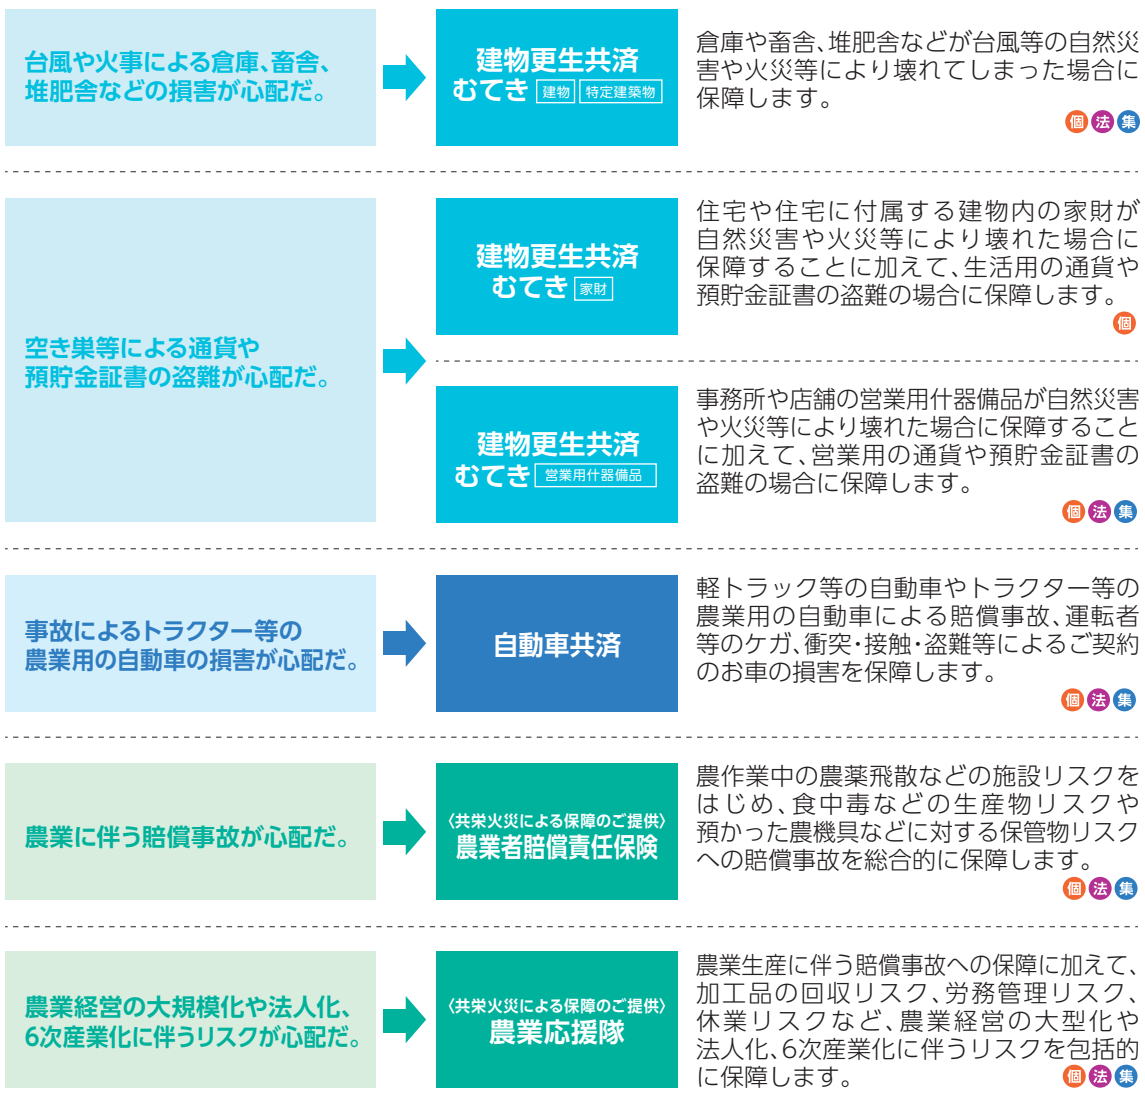 台風や火事による倉庫、畜舎、
堆肥舎などの損害が心配だ。
建物更生共済
むてき 建物 特定建築物
倉庫や畜舎、堆肥舎などが台風等の自然災
害や火災等により壊れてしまった場合に
保障します。
個 法 集
空き巣等による通貨や
預貯金証書の盗難が心配だ。
建物更生共済
むてき 家財
住宅や住宅に付属する建物内の家財が
自然災害や火災等により壊れた場合に
保障することに加えて、生活用の通貨や
預貯金証書の盗難の場合に保障します。
個
建物更生共済
むてき 営業用什器備品
事務所や店舗の営業用什器備品が自然災害
や火災等により壊れた場合に保障すること
に加えて、営業用の通貨や預貯金証書の
盗難の場合に保障します。
個 法 集
事故によるトラクター等の
農業用の自動車の損害が心配だ。
自動車共済
軽トラック等の自動車やトラクター等の
農業用の自動車による賠償事故、運転者
等のケガ、衝突・接触・盗難等によるご契約
のお車の損害を保障します。
個 法 集
農業に伴う賠償事故が心配だ。
〈共栄火災による保障のご提供〉
農業者賠償責任保険
農作業中の農薬飛散などの施設リスクを
はじめ、食中毒などの生産物リスクや
預かった農機具などに対する保管物リスク
への賠償事故を総合的に保障します。
個 法 集
農業経営の大規模化や法人化、
6次産業化に伴うリスクが心配だ。
〈共栄火災による保障のご提供〉
農業応援隊
農業生産に伴う賠償事故への保障に加えて、
加工品の回収リスク、労務管理リスク、
休業リスクなど、農業経営の大型化や
法人化、6次産業化に伴うリスクを包括的
に保障します。
個 法 集